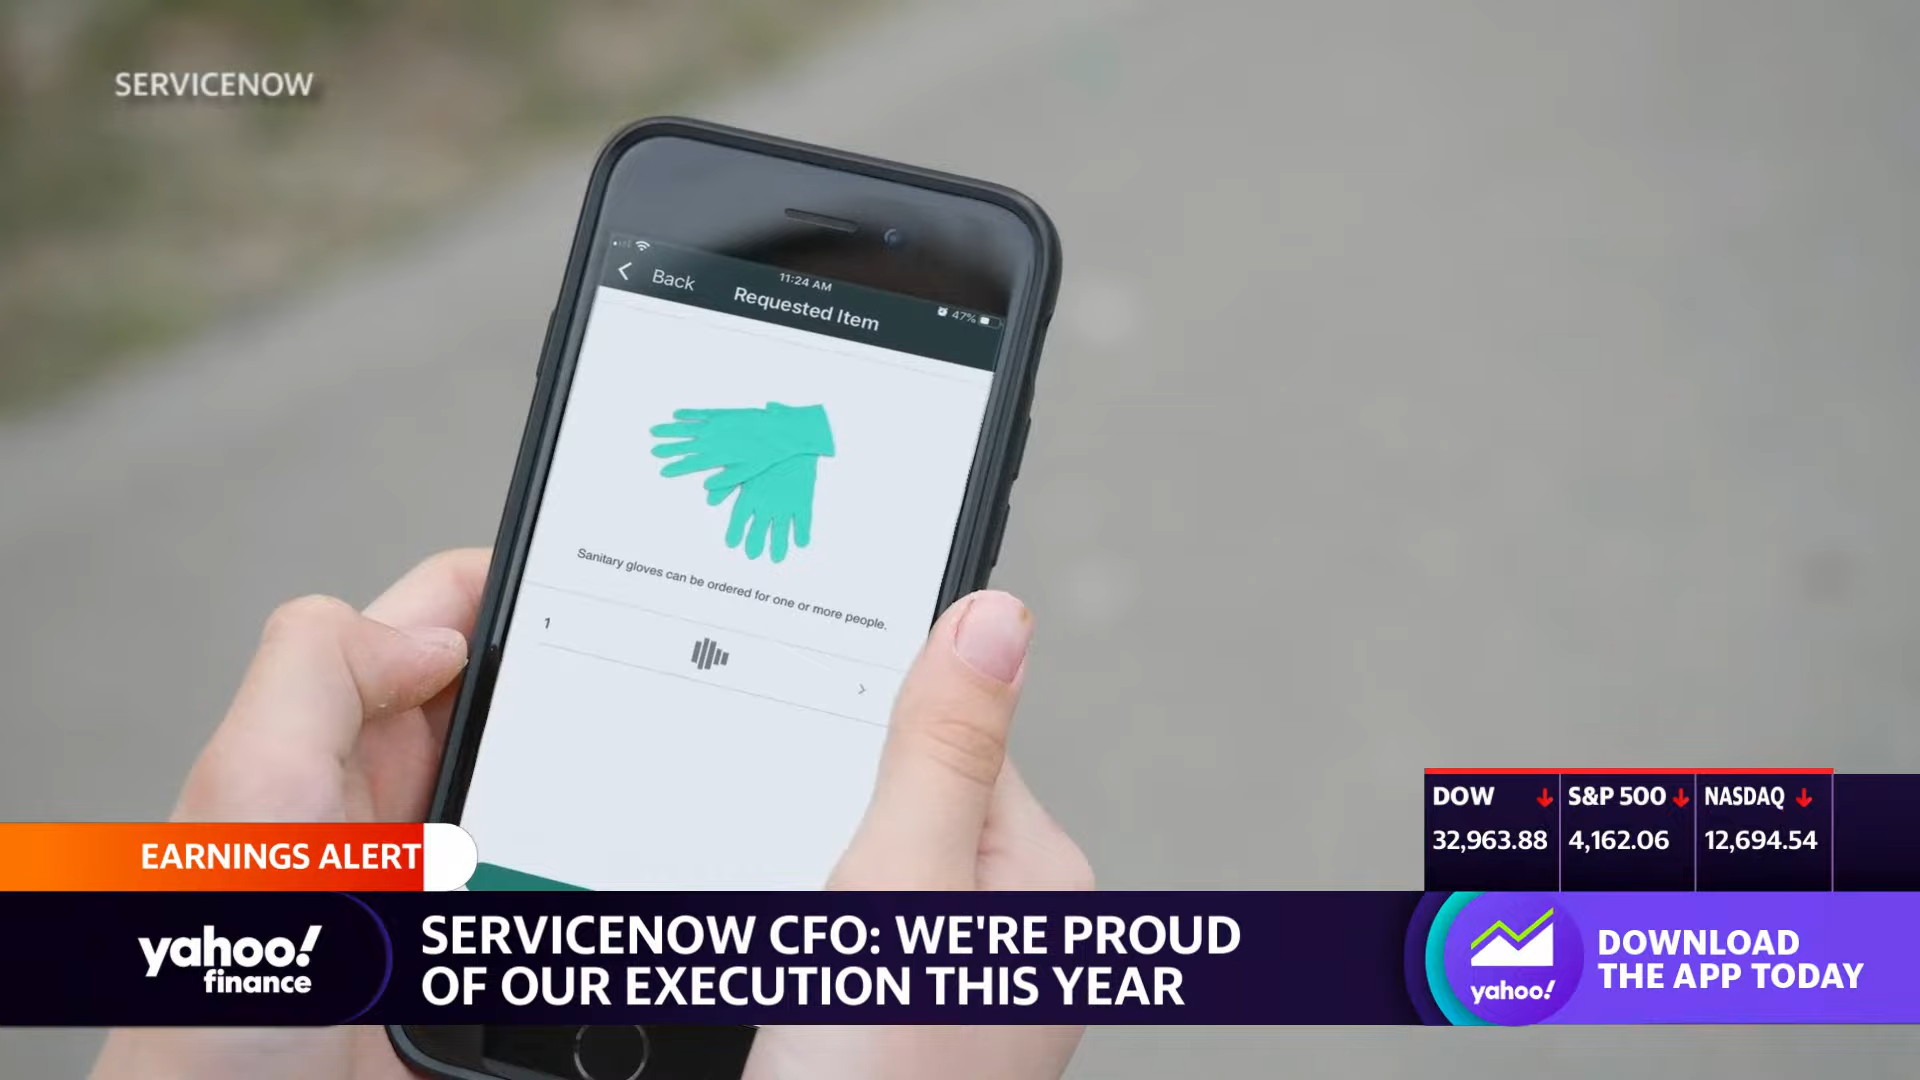 SERVICENOW
11:24 AM
47%
Back
Requested Item
Sanitary gloves can be ordered for one or more people.
1
DOW
32,963.88
S&P 500
4,162.06
NASDAQ
12,694.54
EARNINGS ALERT
yahoo!
finance
SERVICENOW CFO: WE'RE PROUD
OF OUR EXECUTION THIS YEAR
yahoo!
DOWNLOAD
THE APP TODAY